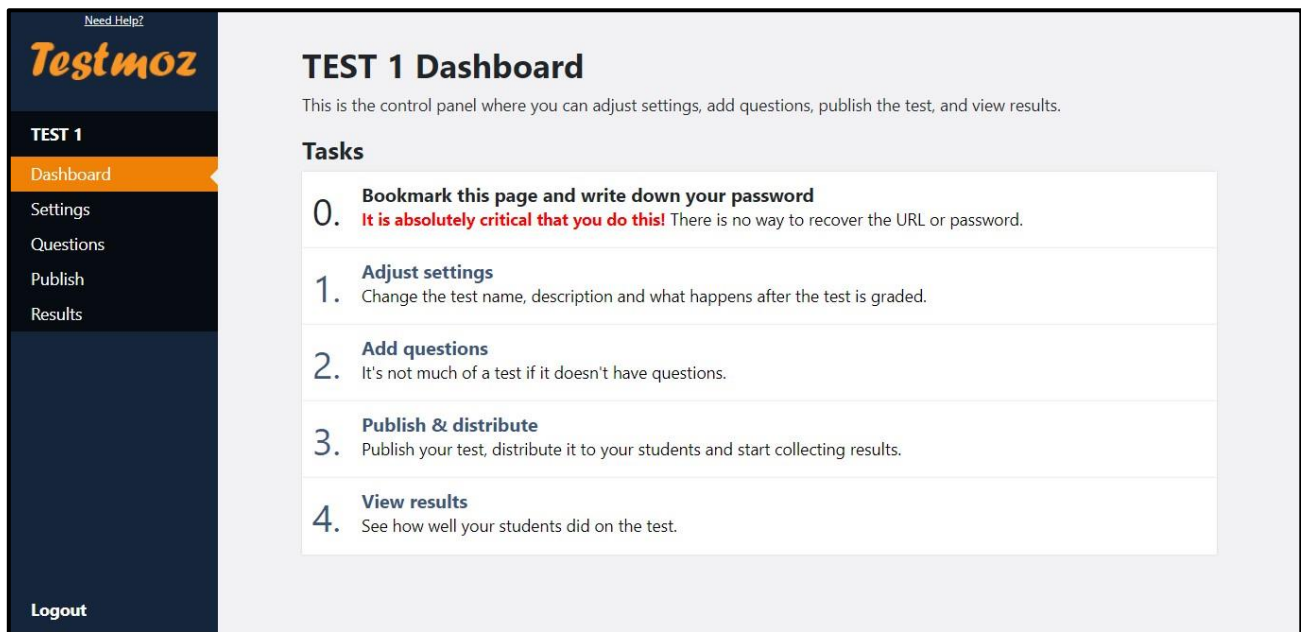 Need Help?
Testmoz
TEST 1
Dashboard
Settings
Questions
Publish
Results
Logout
TEST 1 Dashboard
This is the control panel where you can adjust settings, add questions, publish the test, and view results.
Tasks
0.
Bookmark this page and write down your password
It is absolutely critical that you do this! There is no way to recover the URL or password.
1.
Adjust settings
Change the test name, description and what happens after the test is graded.
2.
Add questions
It's not much of a test if it doesn't have questions.
3.
Publish & distribute
Publish your test, distribute it to your students and start collecting results.
4.
View results
See how well your students did on the test.